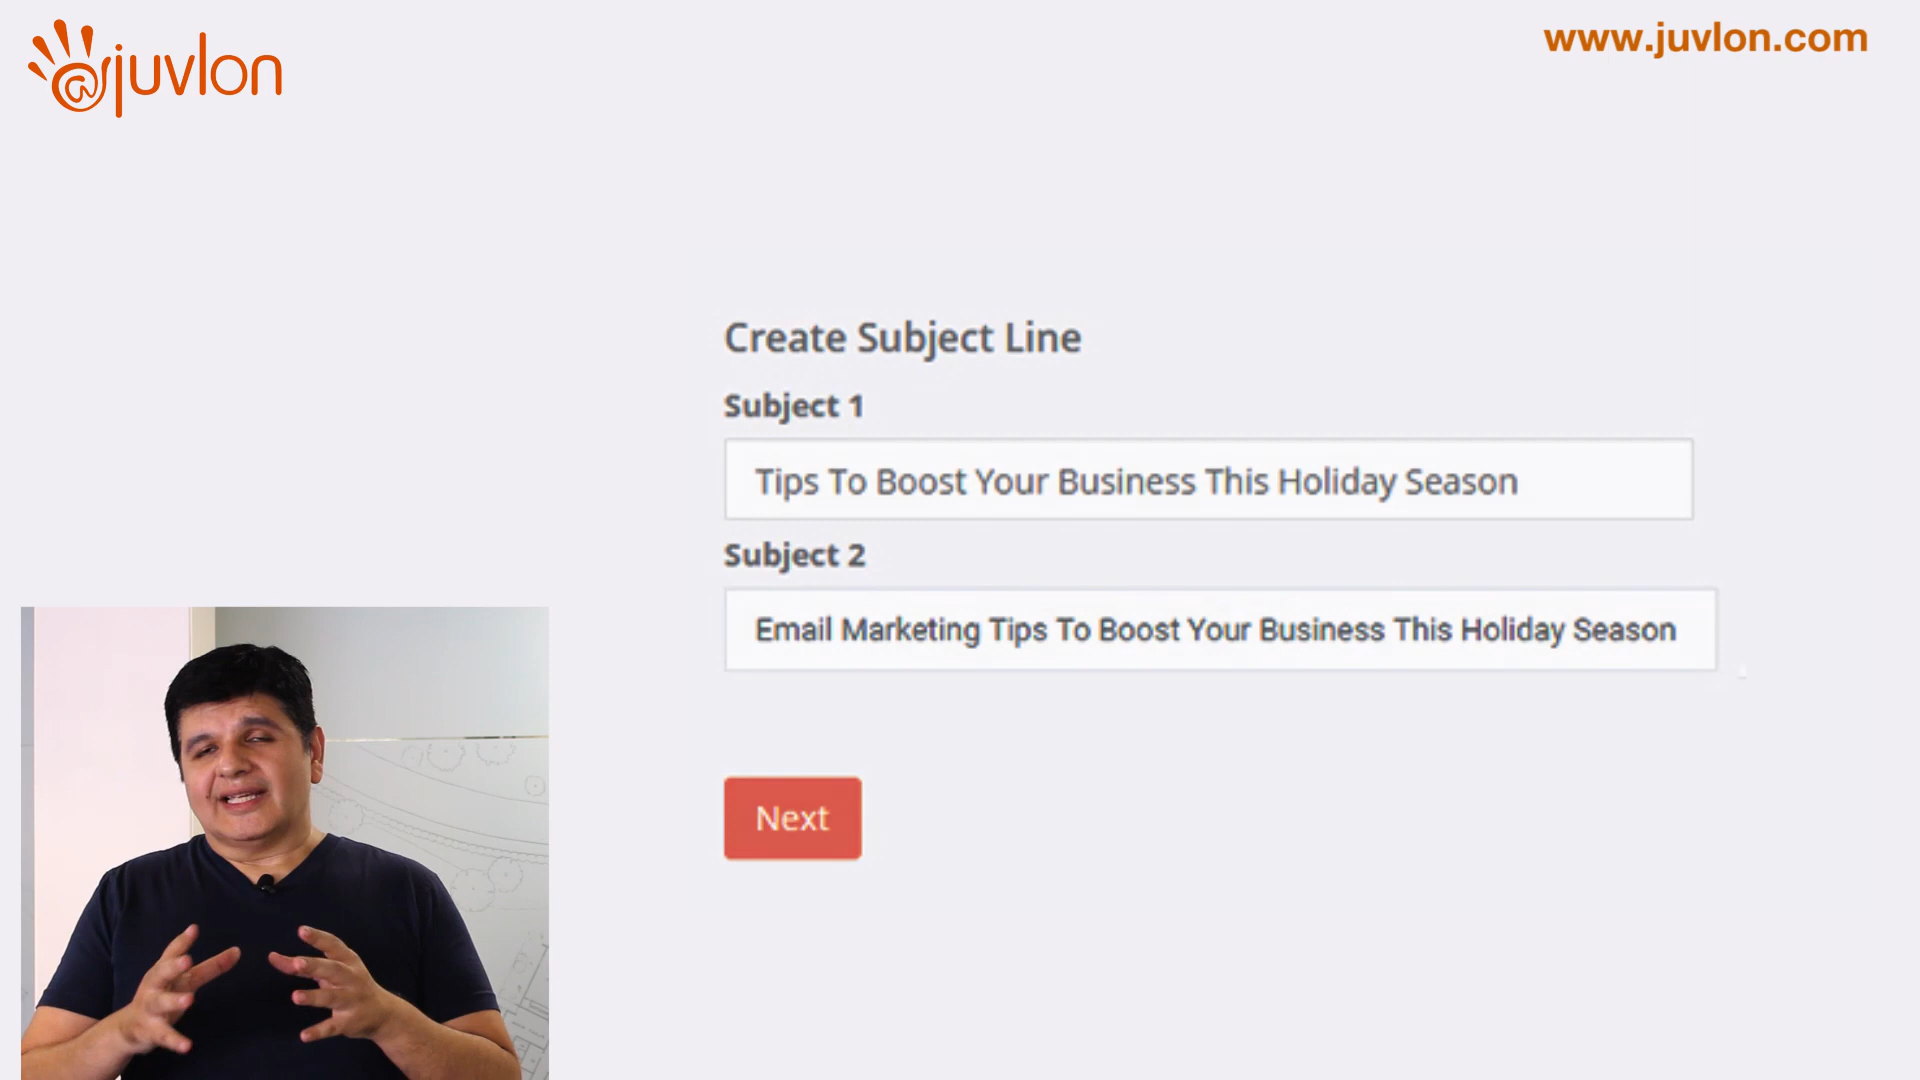 juvlon
www.juvlon.com
Create Subject Line
Subject 1
Tips To Boost Your Business This Holiday Season
Subject 2
Email Marketing Tips To Boost Your Business This Holiday Season
Next